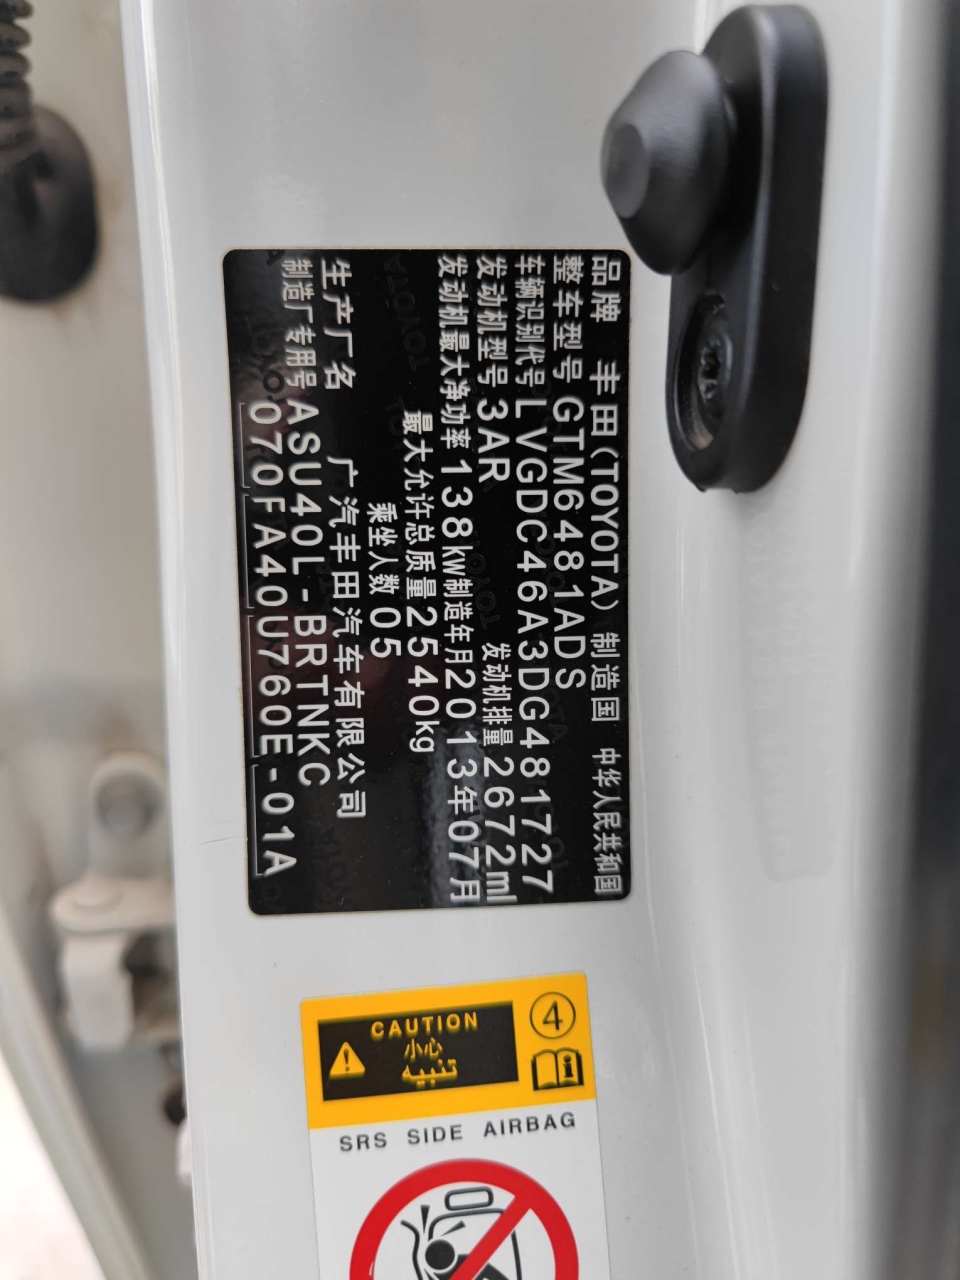 品牌 丰田(TOYOTA) 制造国 中华人民共和国
整车型号 GTM6481ADS
车辆识别代号 LVGDC46A3DG481727
发动机型号 3AR 发动机排量 2672ml
发动机最大净功率 138kW 制造年月 2013年07月
最大允许总质量 2540kg
乘坐人数 05
生产厂名 广汽丰田汽车有限公司
制造厂专用号 ASU40L-BRTNKC
070FA40U760E-01A
CAUTION
小心
تنبيه
4
SRS SIDE AIRBAG